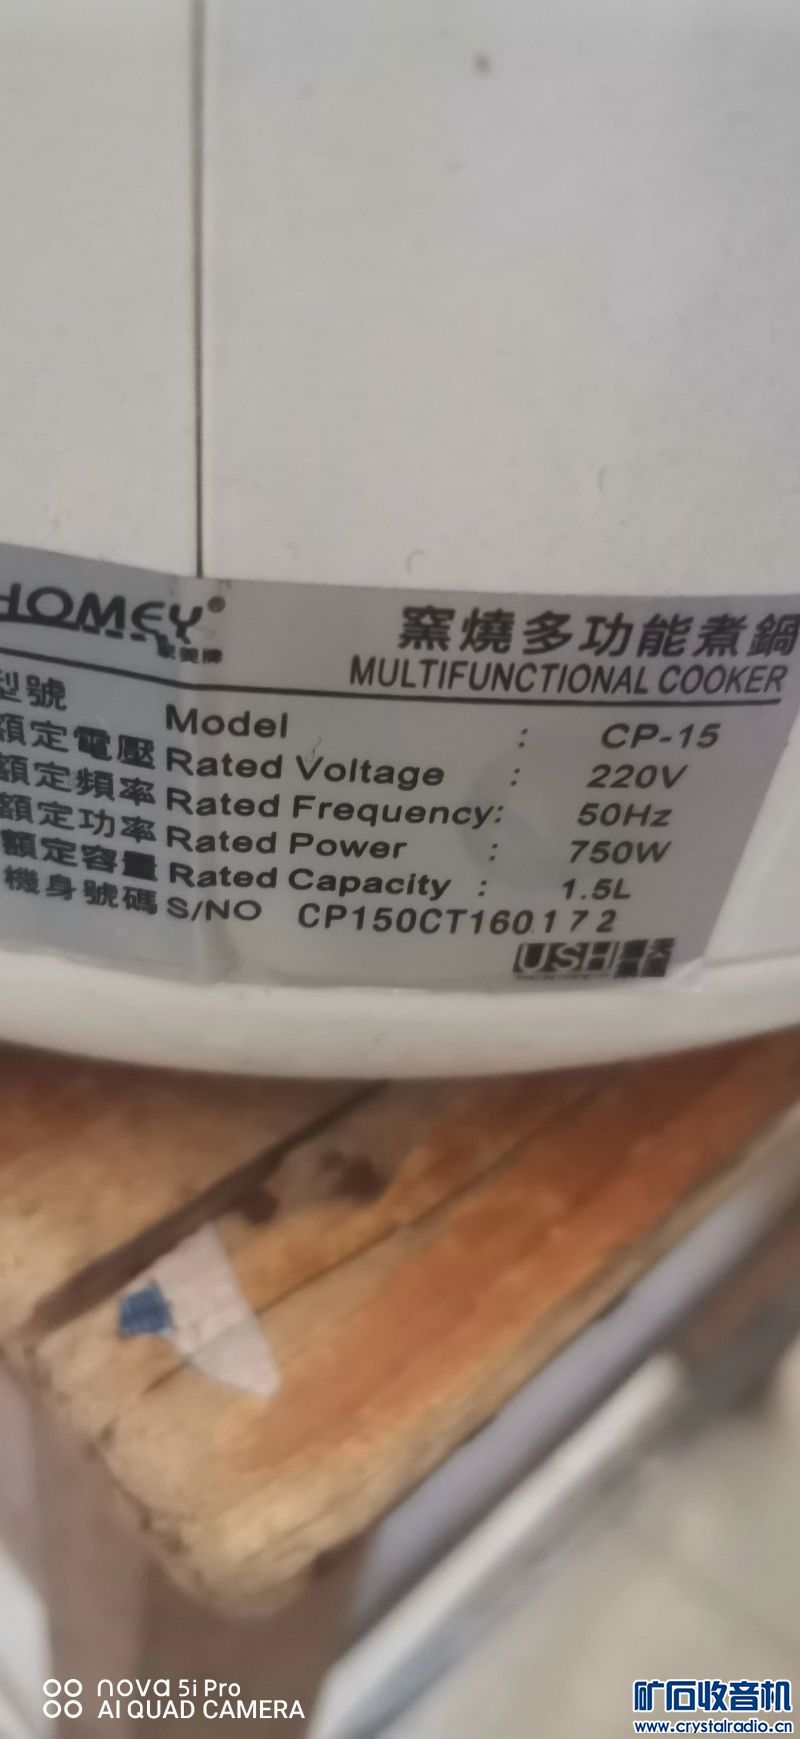 HOMEY®
家美牌
窯燒多功能煮鍋
MULTIFUNCTIONAL COOKER
型號 Model : CP-15
額定電壓 Rated Voltage : 220V
額定頻率 Rated Frequency: 50Hz
額定功率 Rated Power : 750W
額定容量 Rated Capacity : 1.5L
機身號碼 S/NO CP150CT160172
USH
nova 5i Pro
AI QUAD CAMERA
矿石收音机
www.crystalradio.cn